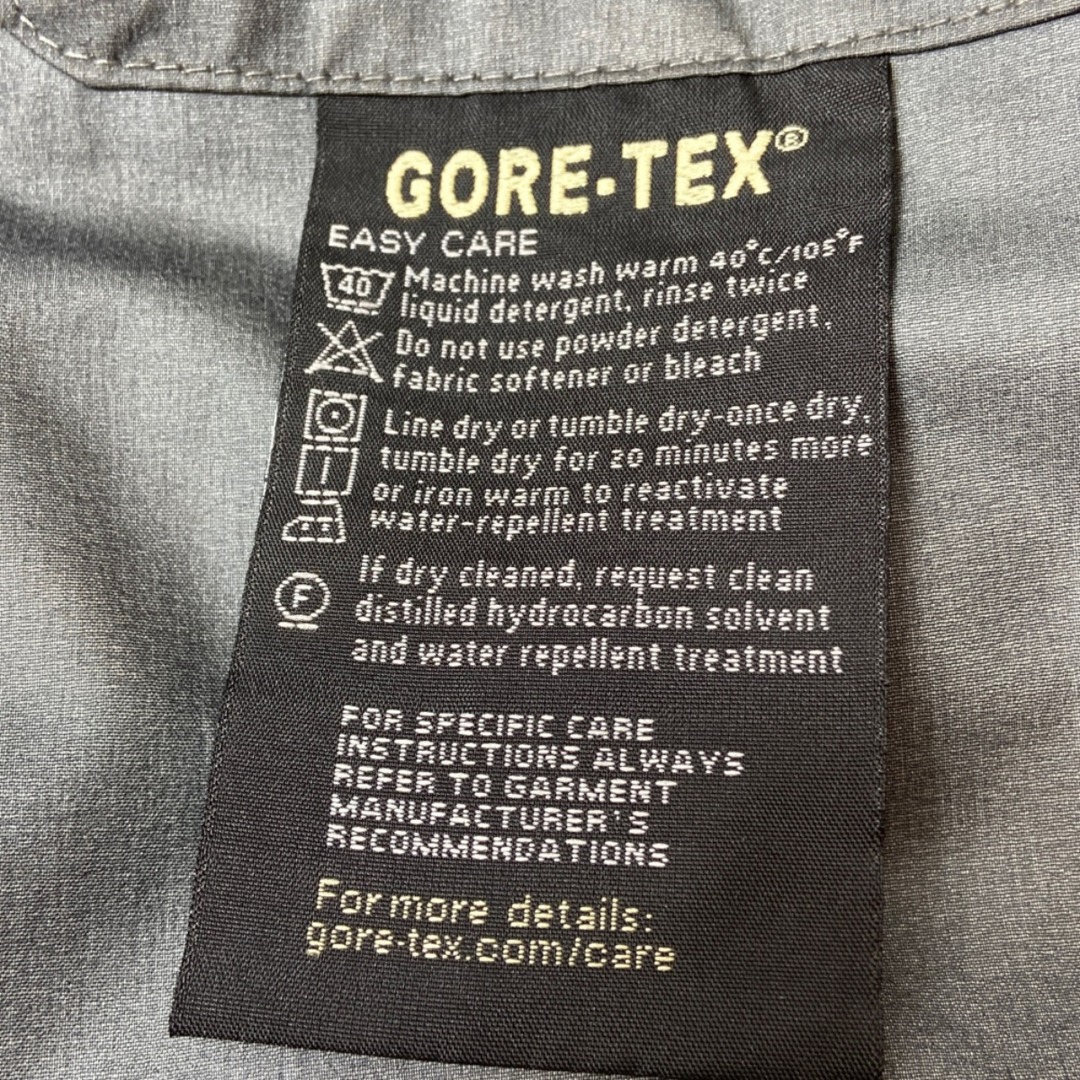 GORE-TEX®
EASY CARE
40 Machine wash warm 40°C/105°F
liquid detergent, rinse twice
Do not use powder detergent,
fabric softener or bleach
Line dry or tumble dry-once dry,
tumble dry for 20 minutes more
or iron warm to reactivate
water-repellent treatment
If dry cleaned, request clean
F distilled hydrocarbon solvent
and water repellent treatment
FOR SPECIFIC CARE
INSTRUCTIONS ALWAYS
REFER TO GARMENT
MANUFACTURER'S
RECOMMENDATIONS
For more details:
gore-tex.com/care